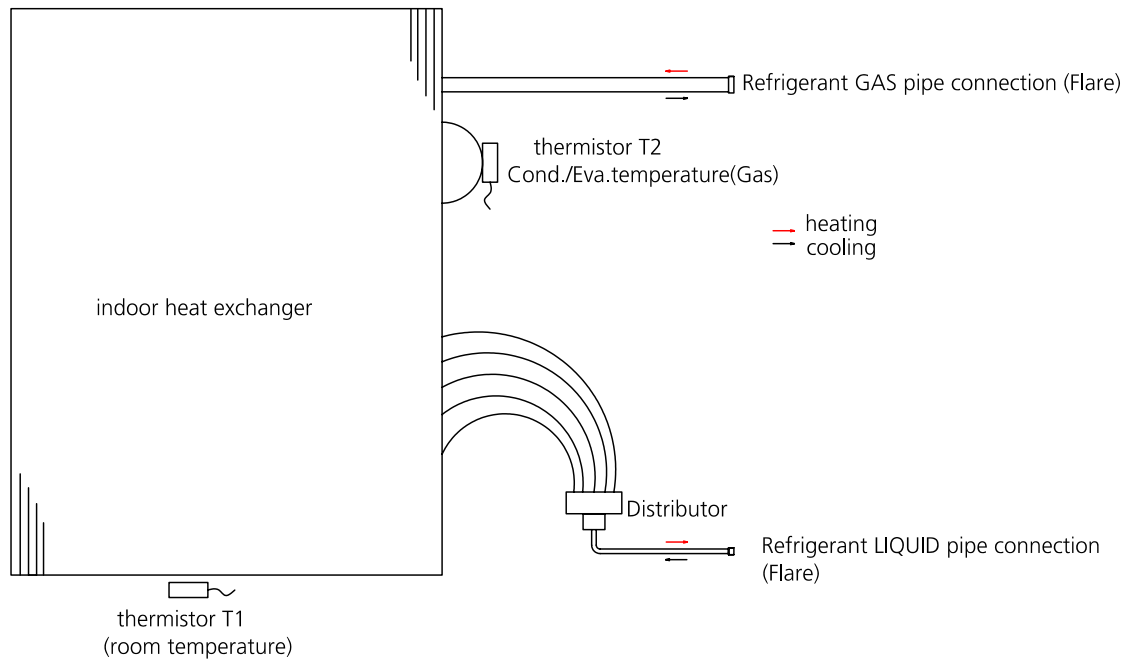 Refrigerant GAS pipe connection (Flare)
thermistor T2
Cond./Eva.temperature(Gas)
heating
cooling
indoor heat exchanger
Distributor
Refrigerant LIQUID pipe connection
(Flare)
thermistor T1
(room temperature)